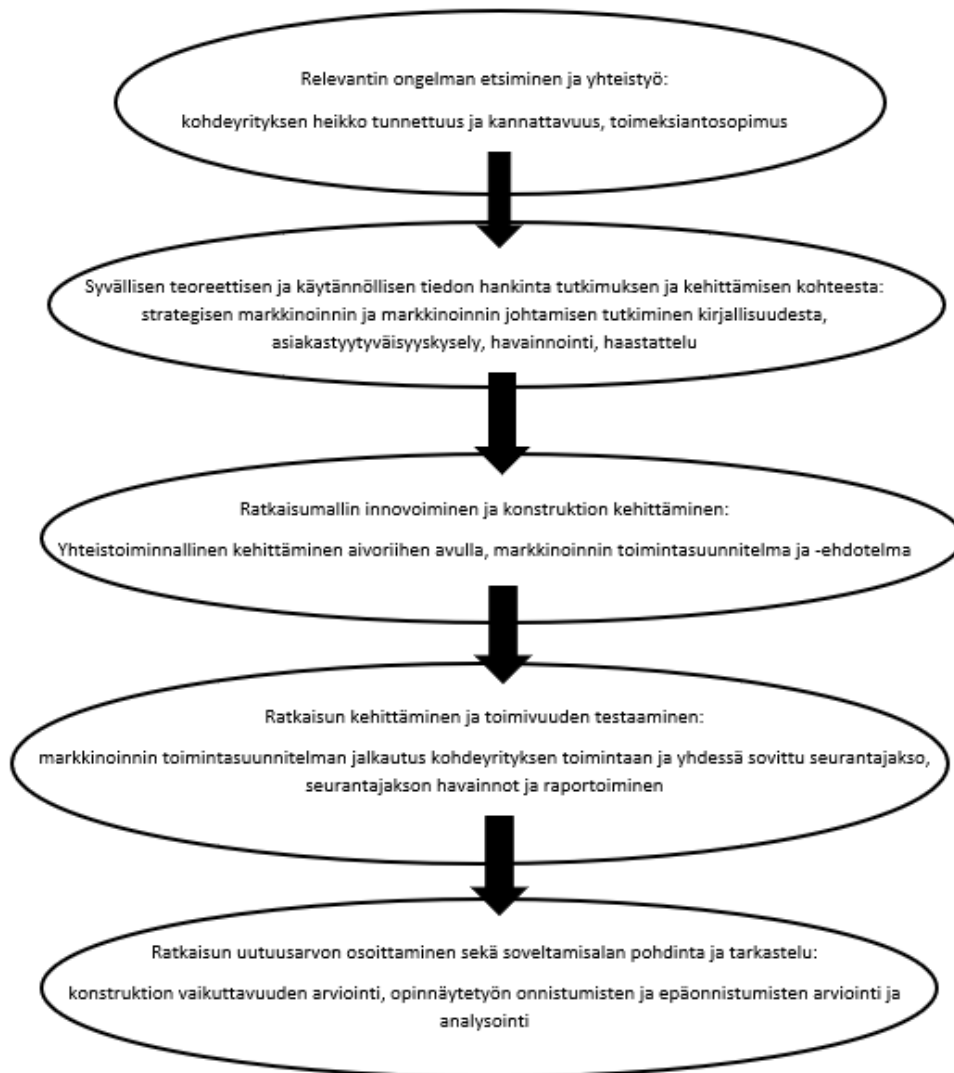 Relevantin ongelman etsiminen ja yhteistyö:
kohdeyrityksen heikko tunnettuus ja kannattavuus, toimeksiantosopimus
Syvällisen teoreettisen ja käytännöllisen tiedon hankinta tutkimuksen ja kehittämisen kohteesta:
strategisen markkinoinnin ja markkinoinnin johtamisen tutkiminen kirjallisuudesta,
asiakastyytyväisyyskysely, havainnointi, haastattelu
Ratkaisumallin innovoiminen ja konstruktion kehittäminen:
Yhteistoiminnallinen kehittäminen aivoriihen avulla, markkinoinnin toimintasuunnitelma ja -ehdotelma
Ratkaisun kehittäminen ja toimivuuden testaaminen:
markkinoinnin toimintasuunnitelman jalkautus kohdeyrityksen toimintaan ja yhdessä sovittu seurantajakso,
seurantajakson havainnot ja raportoiminen
Ratkaisun uutuusarvon osoittaminen sekä soveltamisalan pohdinta ja tarkastelu:
konstruktion vaikuttavuuden arviointi, opinnäytetyön onnistumisten ja epäonnistumisten arviointi ja
analysointi